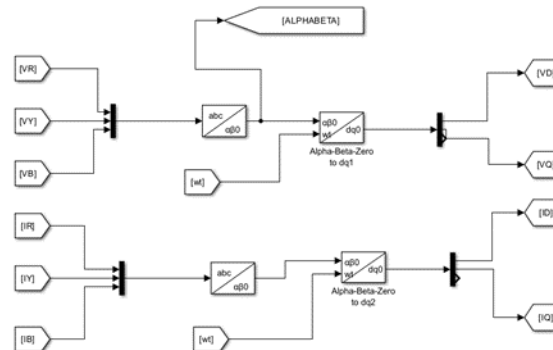 [ALPHABETA]
[VR]
[VY]
[VB]
abc
αβ0
[wt]
αβ0
wt
dq0
Alpha-Beta-Zero
to dq1
[VD]
[VQ]
[IR]
[IY]
[IB]
abc
αβ0
[wt]
αβ0
wt
dq0
Alpha-Beta-Zero
to dq2
[ID]
[IQ]